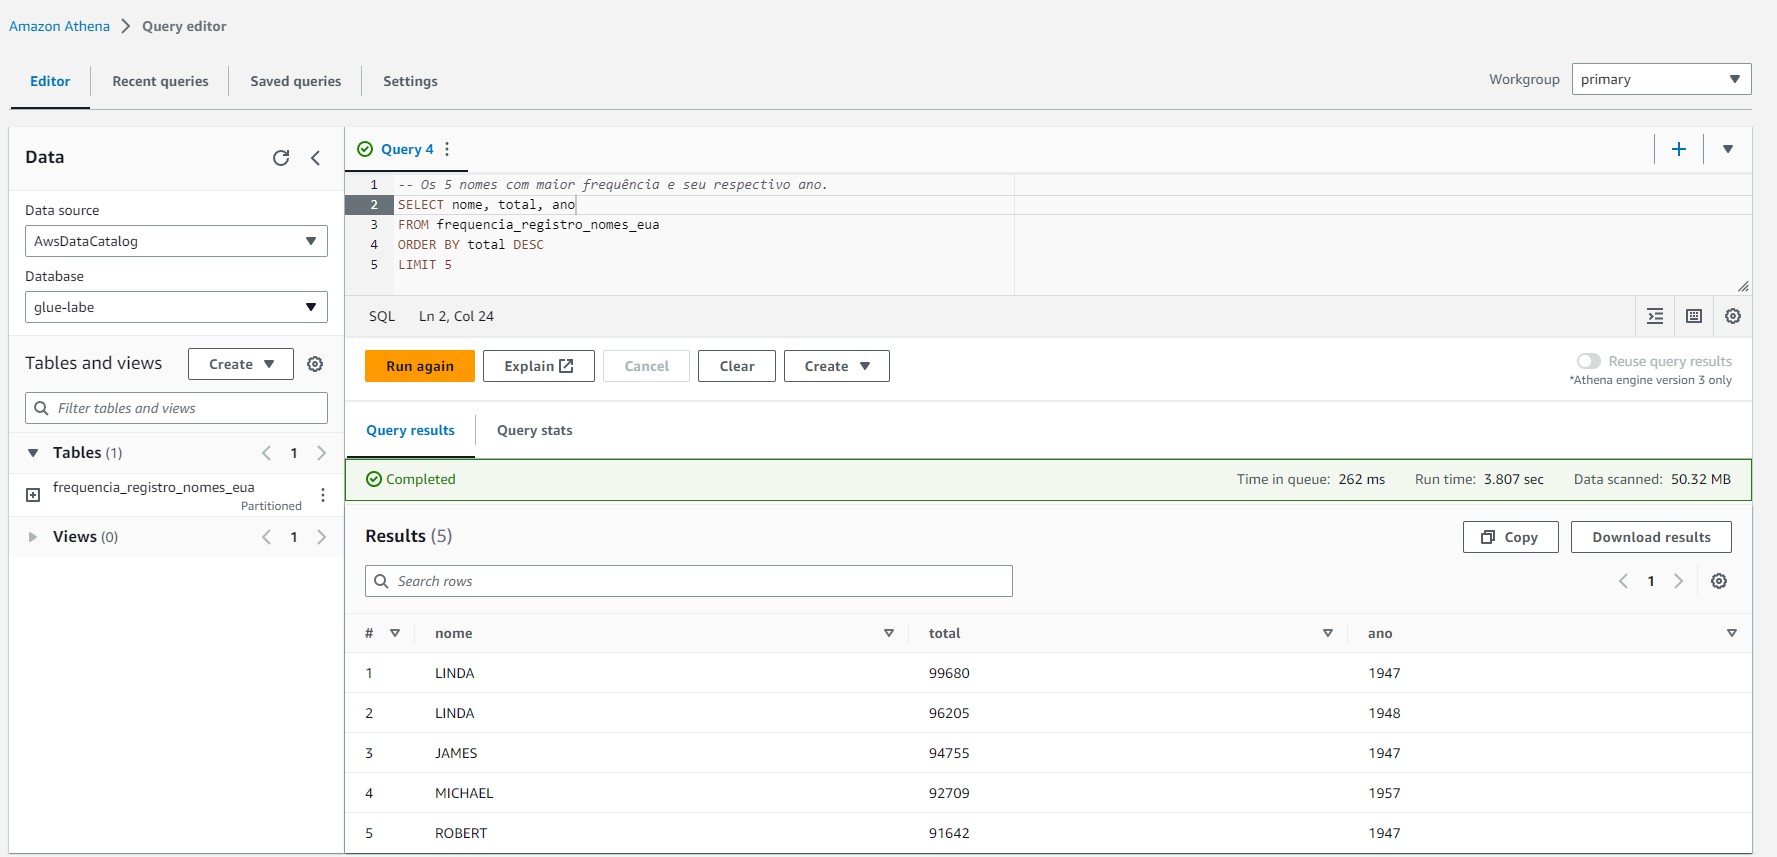 Amazon Athena > Query editor
Editor Recent queries Saved queries Settings
Workgroup primary
Data
Data source
AwsDataCatalog
Database
glue-labe
Tables and views Create
Filter tables and views
Tables (1) < 1 >
frequencia_registro_nomes_eua
Partitioned
Views (0) < 1 >
Query 4
1 -- Os 5 nomes com maior frequência e seu respectivo ano.
2 SELECT nome, total, ano
3 FROM frequencia_registro_nomes_eua
4 ORDER BY total DESC
5 LIMIT 5
SQL Ln 2, Col 24
Run again Explain Cancel Clear Create
Reuse query results
*Athena engine version 3 only
Query results Query stats
Completed Time in queue: 262 ms Run time: 3.807 sec Data scanned: 50.32 MB
Results (5) Copy Download results
Search rows < 1 >
# nome total ano
1 LINDA 99680 1947
2 LINDA 96205 1948
3 JAMES 94755 1947
4 MICHAEL 92709 1957
5 ROBERT 91642 1947